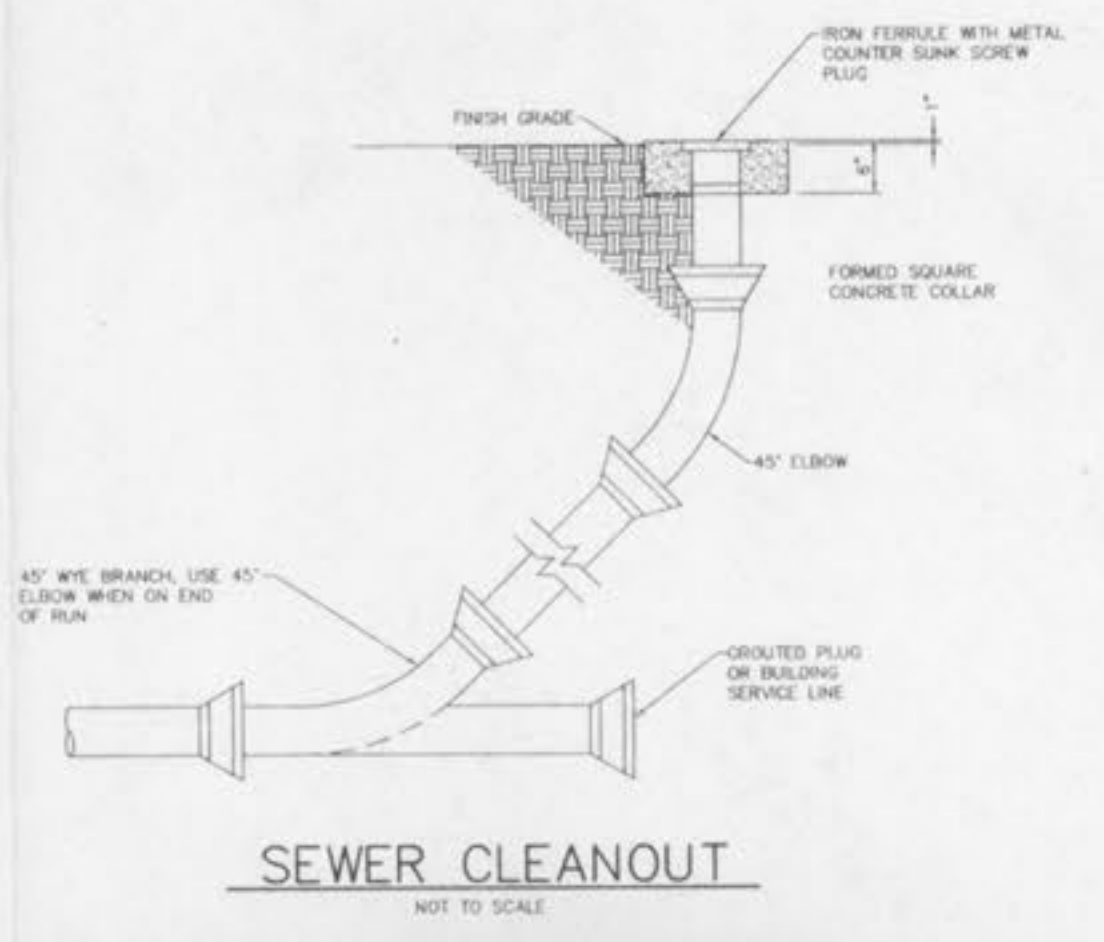 IRON FERRULE WITH METAL
COUNTER SUNK SCREW
PLUG
FINISH GRADE
1"
6"
FORMED SQUARE
CONCRETE COLLAR
45° ELBOW
45° WYE BRANCH, USE 45°
ELBOW WHEN ON END
OF RUN
GROUTED PLUG
OR BUILDING
SERVICE LINE
SEWER CLEANOUT
NOT TO SCALE